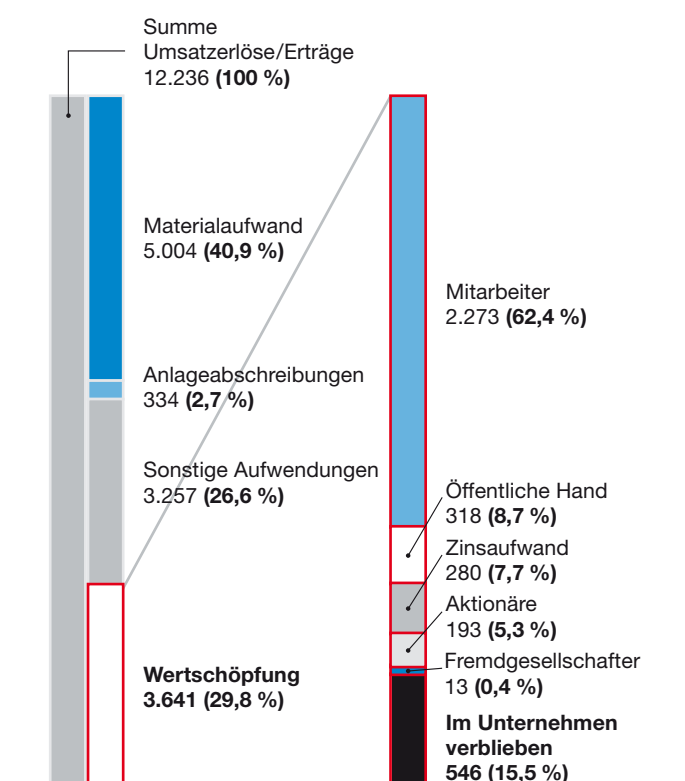 Summe
Umsatzerlöse/Erträge
12.236 (100 %)
Materialaufwand
5.004 (40,9 %)
Anlageabschreibungen
334 (2,7 %)
Sonstige Aufwendungen
3.257 (26,6 %)
Wertschöpfung
3.641 (29,8 %)
Mitarbeiter
2.273 (62,4 %)
Öffentliche Hand
318 (8,7 %)
Zinsaufwand
280 (7,7 %)
Aktionäre
193 (5,3 %)
Fremdgesellschafter
13 (0,4 %)
Im Unternehmen
verblieben
546 (15,5 %)